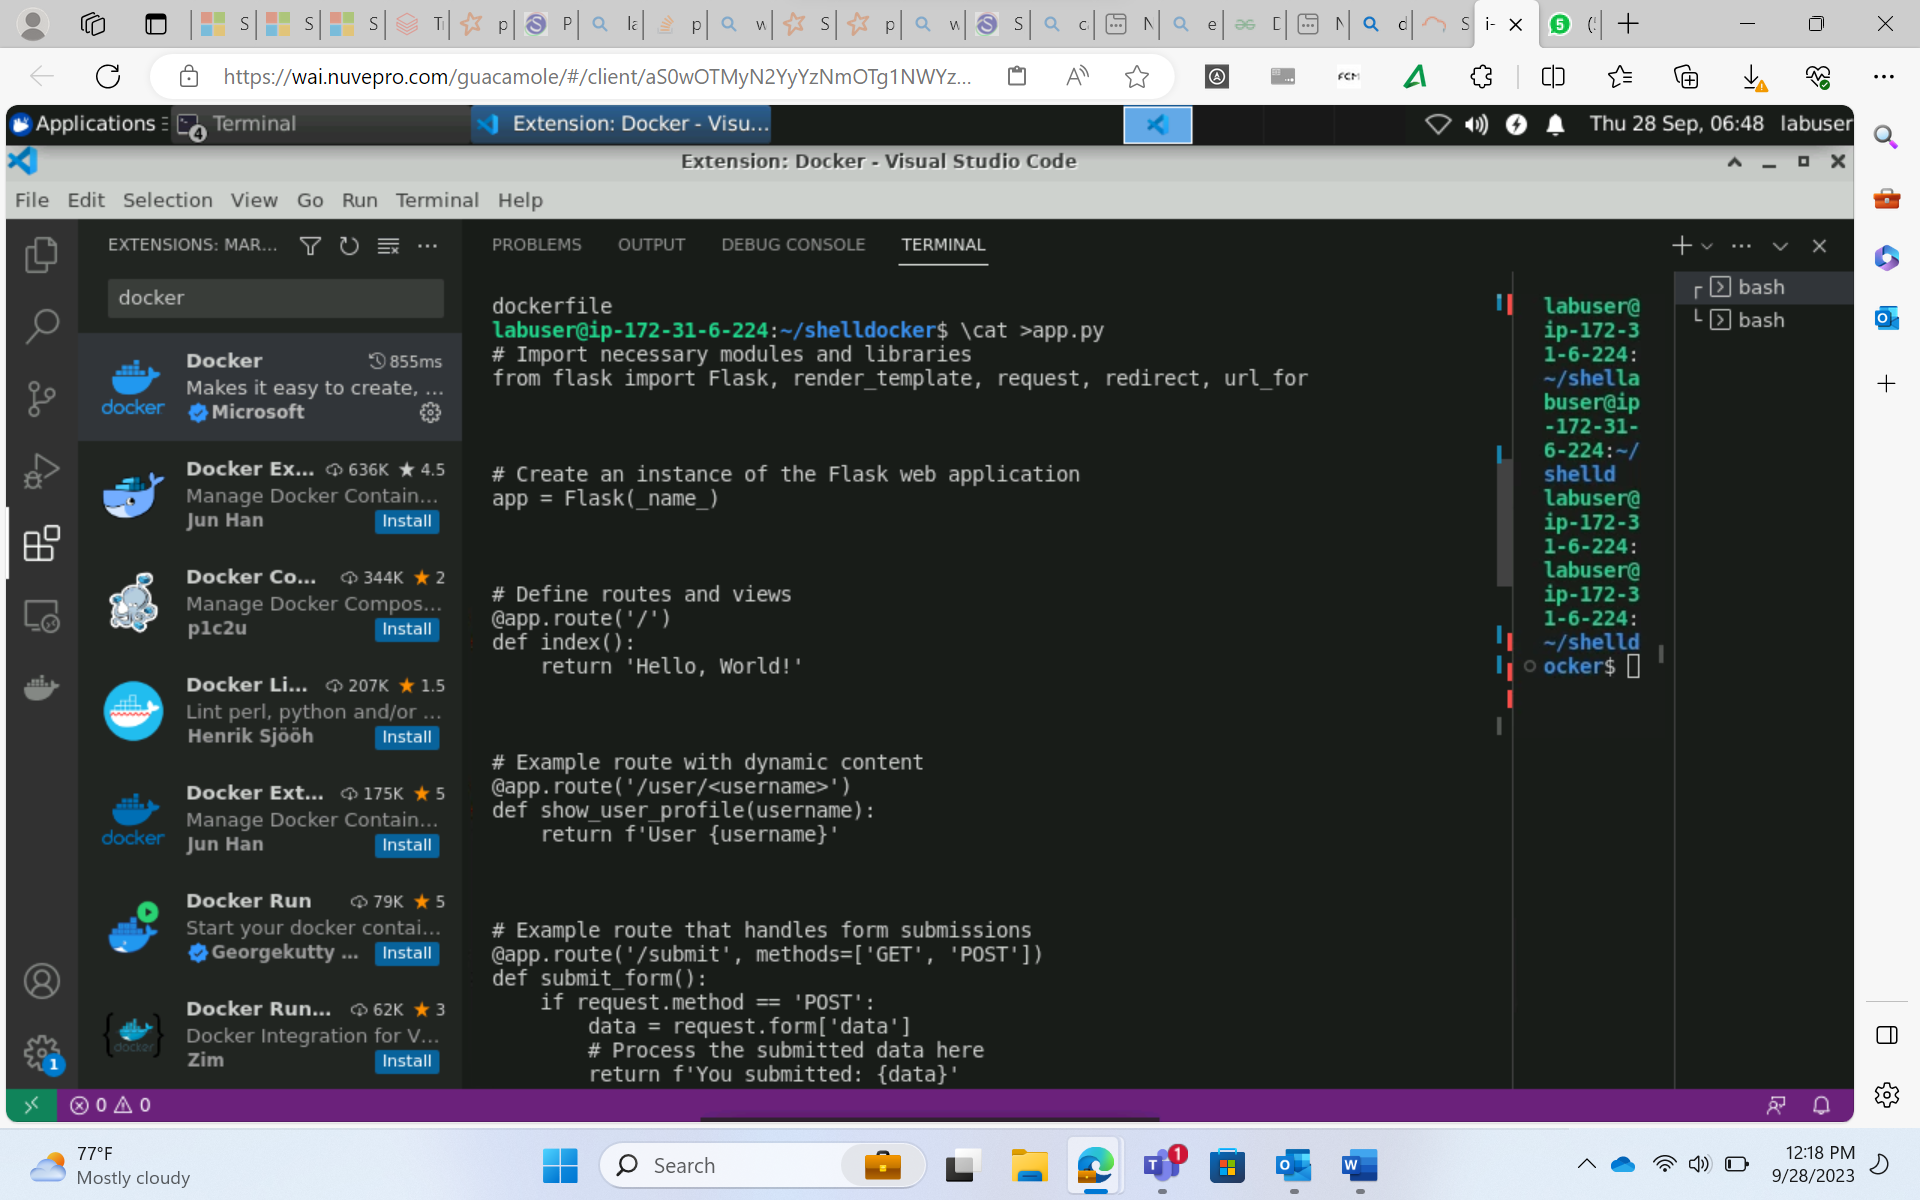 https://wai.nuvepro.com/guacamole/#/client/aS0wOTMyN2YyYzNmOTg1NWYz...
Applications
4
Terminal
Extension: Docker - Visu...
Thu 28 Sep, 06:48 labuser
Extension: Docker - Visual Studio Code
File Edit Selection View Go Run Terminal Help
EXTENSIONS: MAR...
docker
Docker 855ms
Makes it easy to create, ...
Microsoft
docker
Docker Ex... 636K ★ 4.5
Manage Docker Contain...
Jun Han Install
Docker Co... 344K ★ 2
Manage Docker Compos...
p1c2u Install
Docker Li... 207K ★ 1.5
Lint perl, python and/or ...
Henrik Sjööh Install
Docker Ext... 175K ★ 5
Manage Docker Contain...
Jun Han Install
docker
Docker Run 79K ★ 5
Start your docker contai...
Georgekutty ... Install
Docker Run... 62K ★ 3
Docker Integration for V...
Zim Install
docker
1
PROBLEMS OUTPUT DEBUG CONSOLE TERMINAL
dockerfile
labuser@ip-172-31-6-224:~/shelldocker$ \cat >app.py
# Import necessary modules and libraries
from flask import Flask, render_template, request, redirect, url_for
# Create an instance of the Flask web application
app = Flask(_name_)
# Define routes and views
@app.route('/')
def index():
    return 'Hello, World!'
# Example route with dynamic content
@app.route('/user/<username>')
def show_user_profile(username):
    return f'User {username}'
# Example route that handles form submissions
@app.route('/submit', methods=['GET', 'POST'])
def submit_form():
    if request.method == 'POST':
        data = request.form['data']
        # Process the submitted data here
        return f'You submitted: {data}'
labuser@
ip-172-3
1-6-224:
~/shella
buser@ip
-172-31-
6-224:~/
shelld
labuser@
ip-172-3
1-6-224:
labuser@
ip-172-3
1-6-224:
~/shelld
ocker$
bash
bash
0 0
77°F
Mostly cloudy
Search
1
12:18 PM
9/28/2023